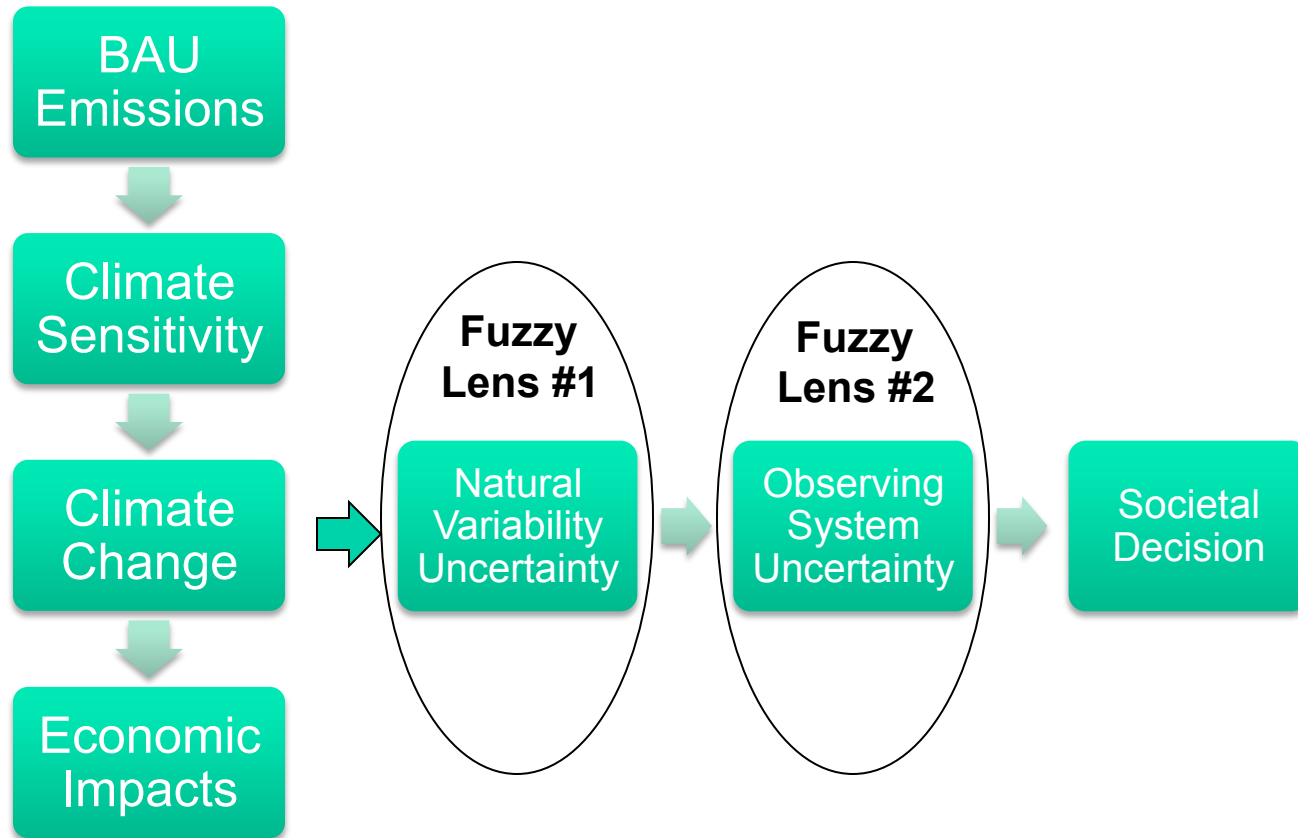 BAU
Emissions
Climate
Sensitivity
Climate
Change
Economic
Impacts
Fuzzy
Lens #1
Natural
Variability
Uncertainty
Fuzzy
Lens #2
Observing
System
Uncertainty
Societal
Decision